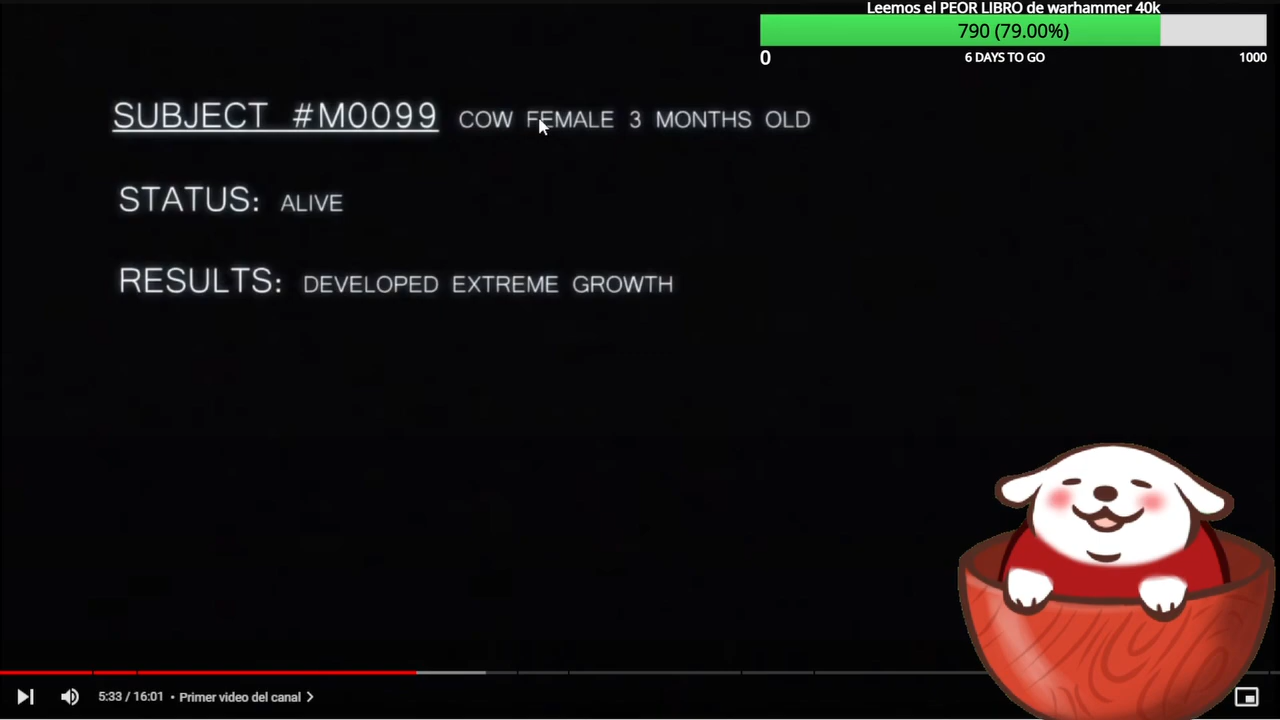 Leemos el PEOR LIBRO de warhammer 40k
790 (79.00%)
0 6 DAYS TO GO 1000
SUBJECT #M0099 COW FEMALE 3 MONTHS OLD
STATUS: ALIVE
RESULTS: DEVELOPED EXTREME GROWTH
5:33 / 16:01 • Primer video del canal >